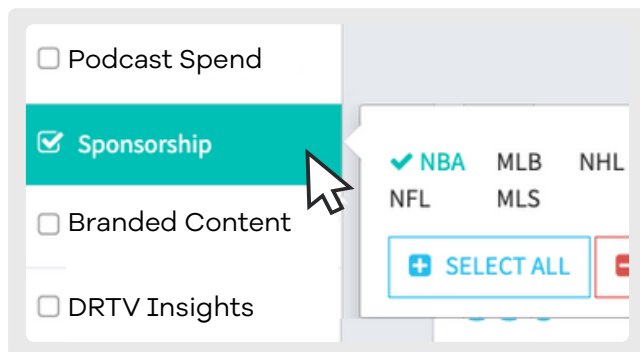 Podcast Spend
Sponsorship
NBA MLB NHL
NFL MLS
Branded Content
SELECT ALL
DRTV Insights